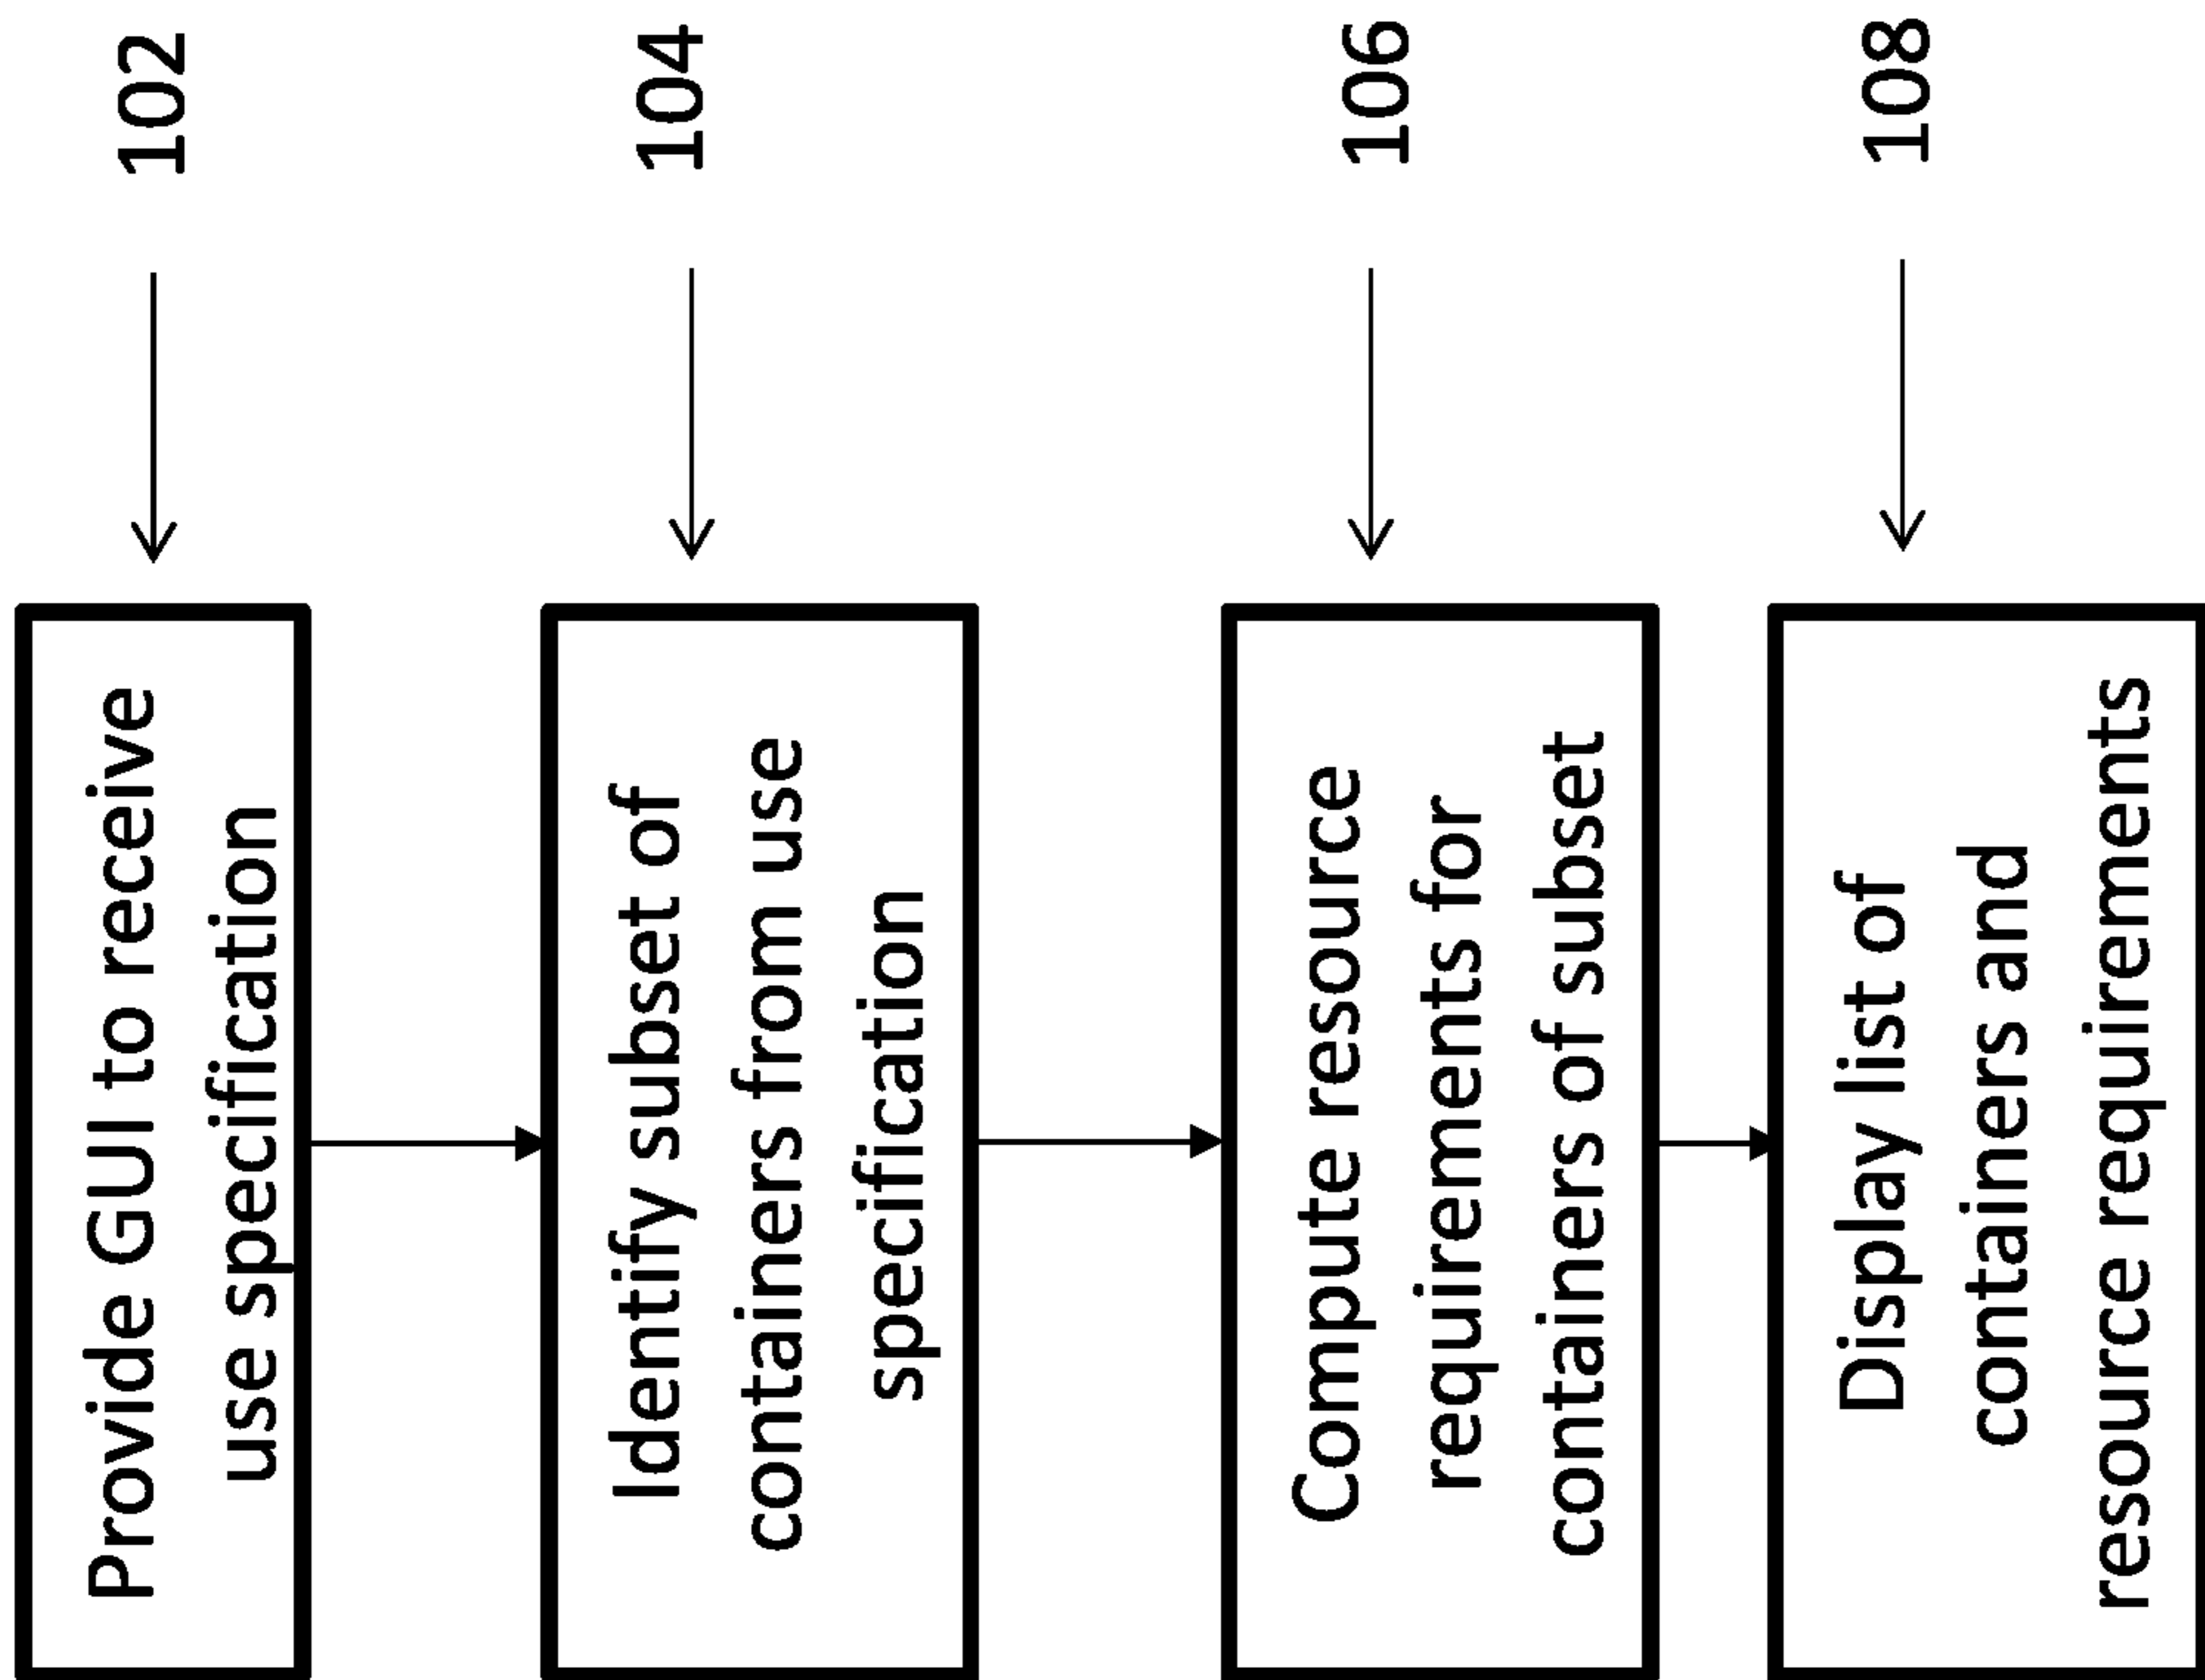 Provide GUI to receive
use specification
102
Identify subset of
containers from use
specification
104
Compute resource
requirements for
containers of subset
106
Display list of
containers and
resource requirements
108